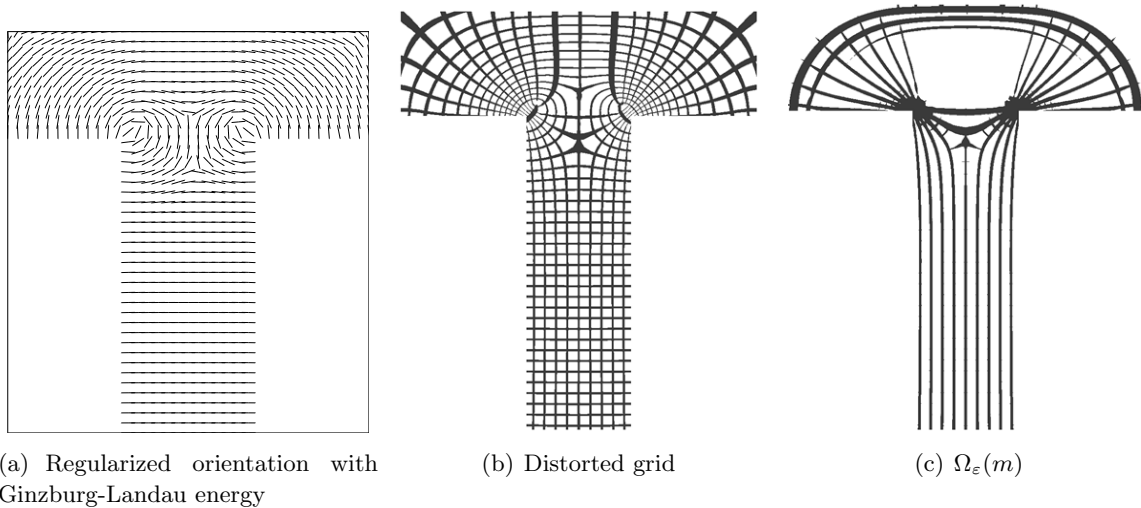 (a) Regularized orientation with
Ginzburg-Landau energy
(b) Distorted grid
(c) Ωε(m)